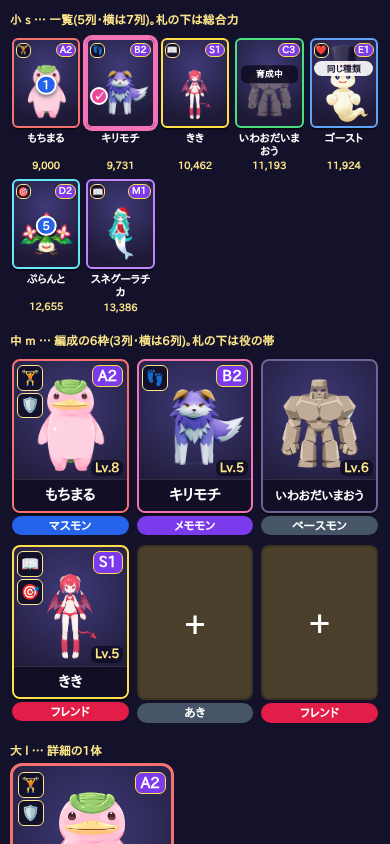 小 s … 一覧(5列・横は7列)。札の下は総合力
A2
B2
S1
C3
E1
1
育成中
同じ種類
もちまる
キリモチ
きき
いわおだいま
おう
ゴースト
9,000
9,731
10,462
11,193
11,924
D2
M1
5
ぷらんと
スネグーラチ
カ
12,655
13,386
中 m … 編成の6枠(3列・横は6列)。札の下は役の帯
A2
B2
Lv.8
Lv.5
Lv.6
もちまる
キリモチ
いわおだいまおう
マスモン
メモモン
ベースモン
S1
Lv.5
+
+
きき
フレンド
あき
フレンド
大 l … 詳細の1体
A2